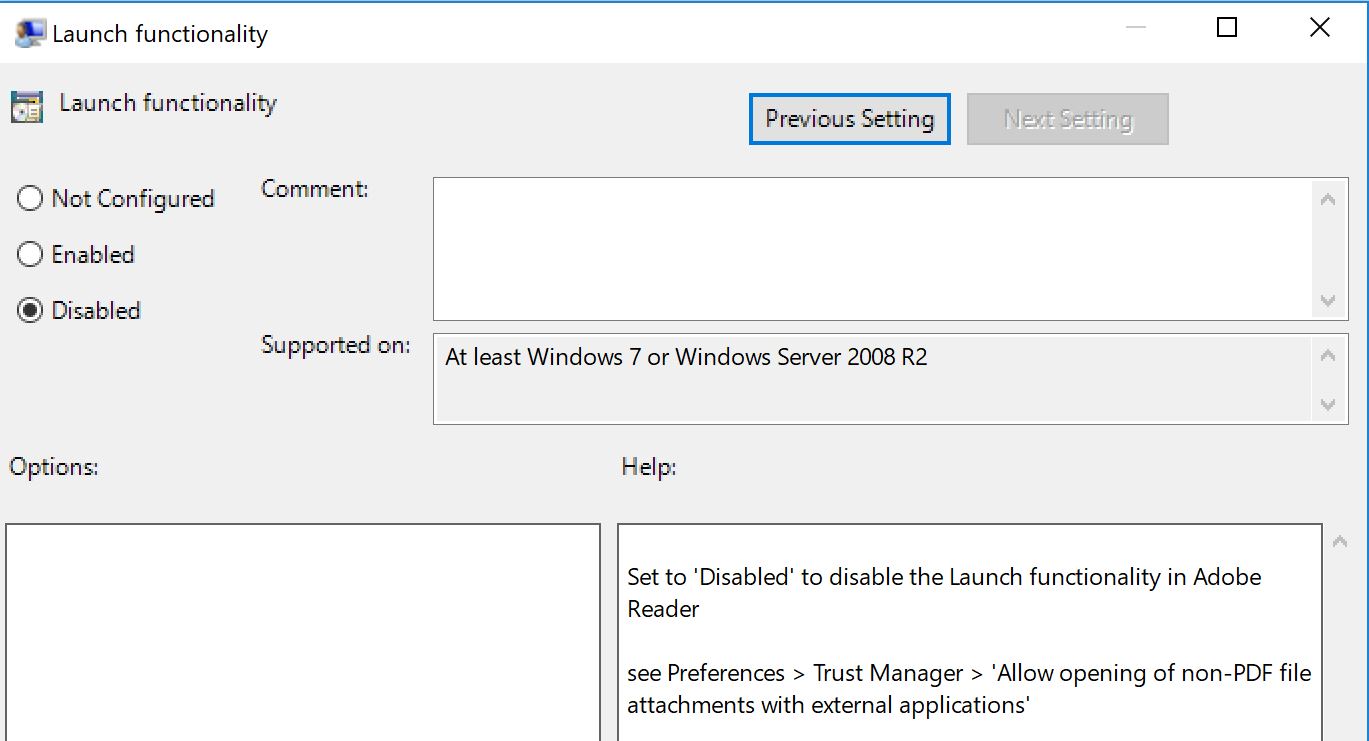 Launch functionality
Launch functionality
Previous Setting
Next Setting
Not Configured
Comment:
Enabled
Disabled
Supported on:
At least Windows 7 or Windows Server 2008 R2
Options:
Help:
Set to 'Disabled' to disable the Launch functionality in Adobe
Reader
see Preferences > Trust Manager > 'Allow opening of non-PDF file
attachments with external applications'